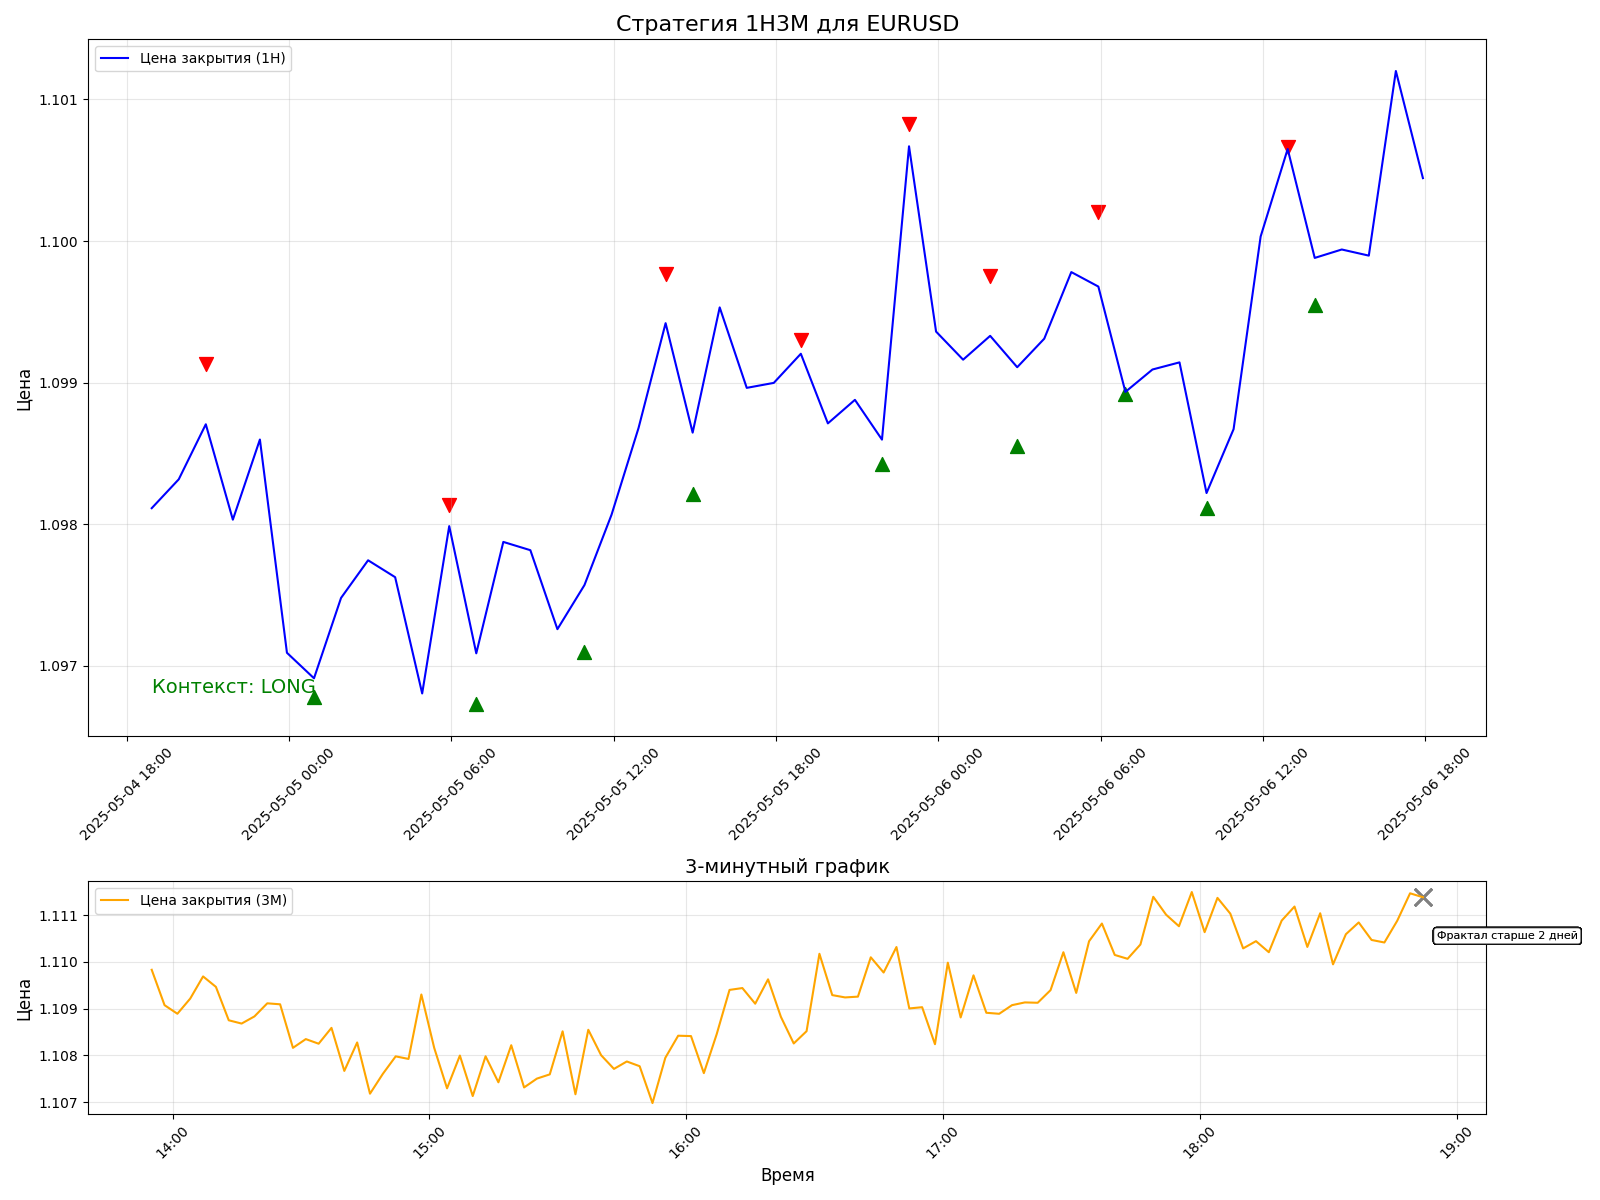 Стратегия 1H3M для EURUSD
Цена закрытия (1H)
Цена
1.101
1.100
1.099
1.098
1.097
Контекст: LONG
2025-05-04 18:00
2025-05-05 00:00
2025-05-05 06:00
2025-05-05 12:00
2025-05-05 18:00
2025-05-06 00:00
2025-05-06 06:00
2025-05-06 12:00
2025-05-06 18:00
3-минутный график
Цена закрытия (3M)
Цена
1.111
1.110
1.109
1.108
1.107
Фрактал старше 2 дней
14:00
15:00
16:00
17:00
18:00
19:00
Время